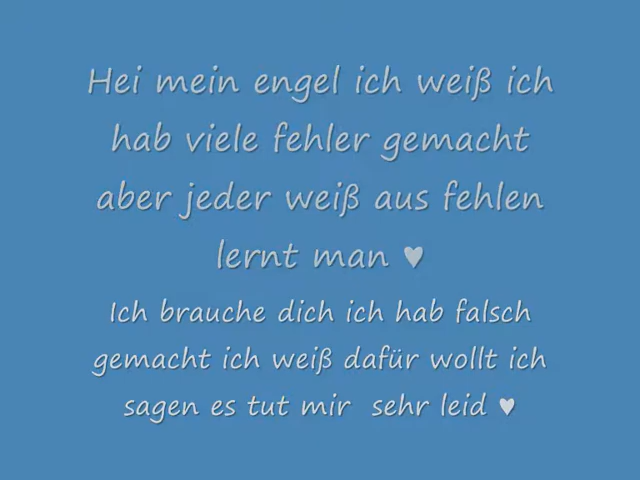 Hei mein engel ich weiß ich
hab viele fehler gemacht
aber jeder weiß aus fehlen
lernt man ♥
Ich brauche dich ich hab falsch
gemacht ich weiß dafür wollt ich
sagen es tut mir sehr leid ♥